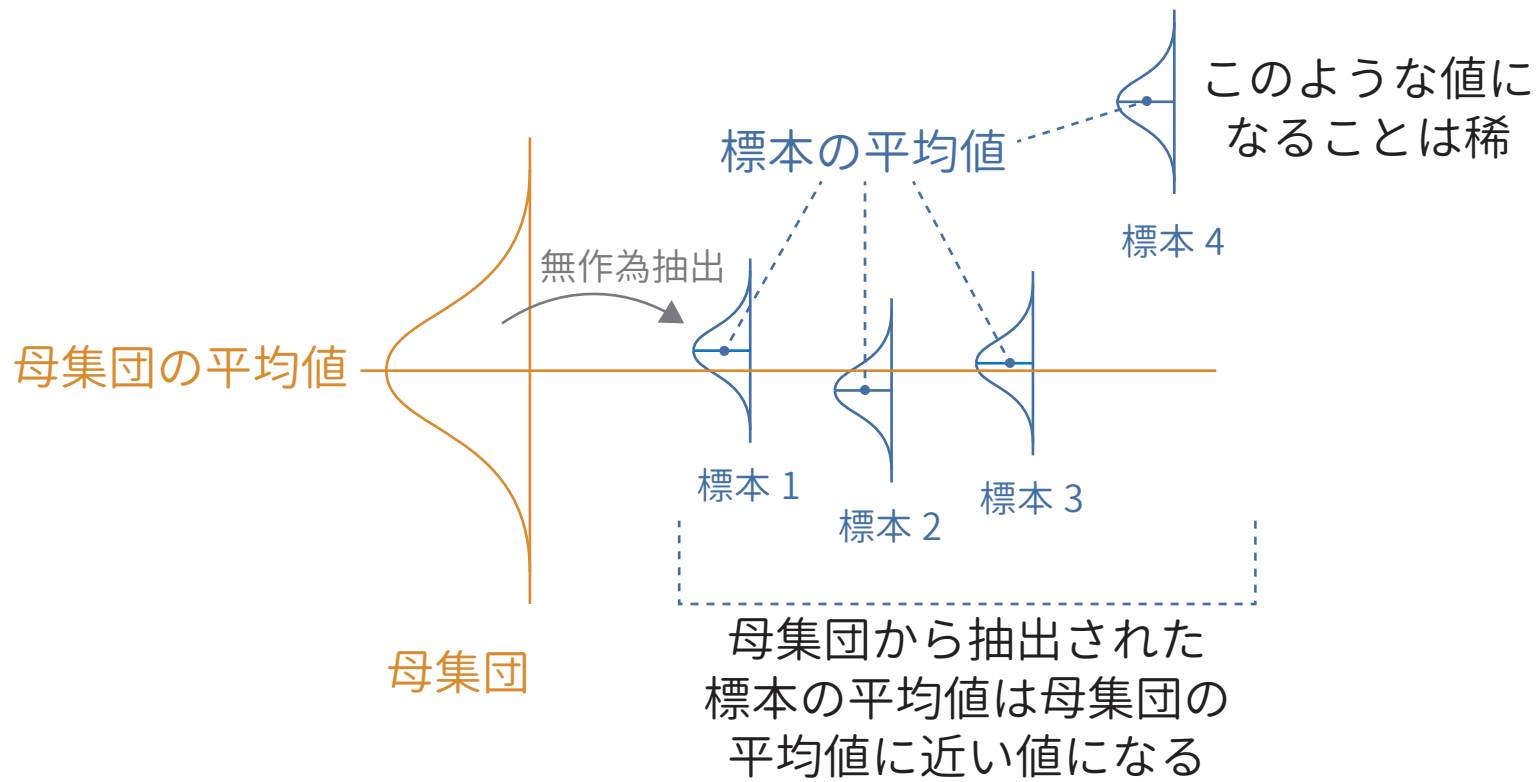 このような値に
なることは稀
標本の平均値
標本 4
無作為抽出
母集団の平均値
標本 1
標本 2
標本 3
母集団
母集団から抽出された
標本の平均値は母集団の
平均値に近い値になる